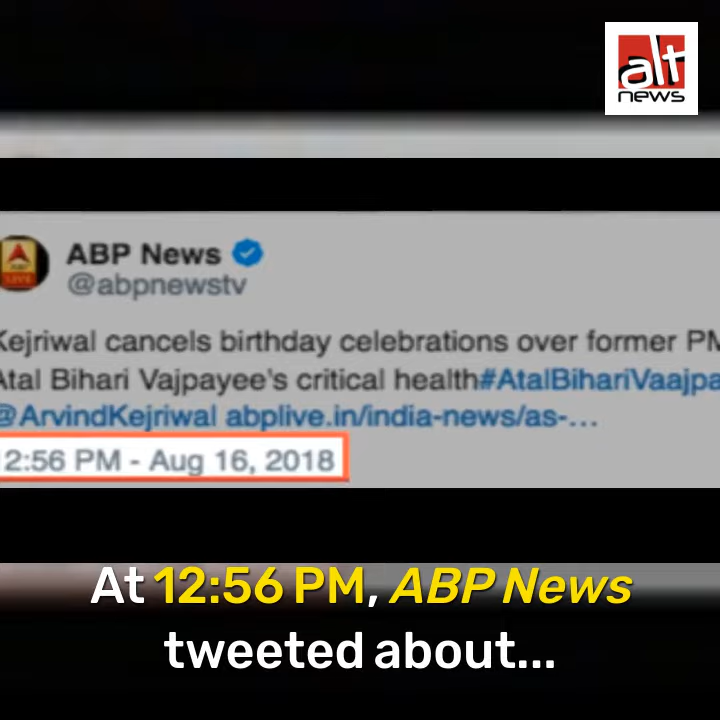 alt
news
ABP News
@abpnewstv
Kejriwal cancels birthday celebrations over former PM
Atal Bihari Vajpayee's critical health#AtalBihariVaajpa
@ArvindKejriwal abplive.in/india-news/as-...
12:56 PM - Aug 16, 2018
At 12:56 PM, ABP News
tweeted about...